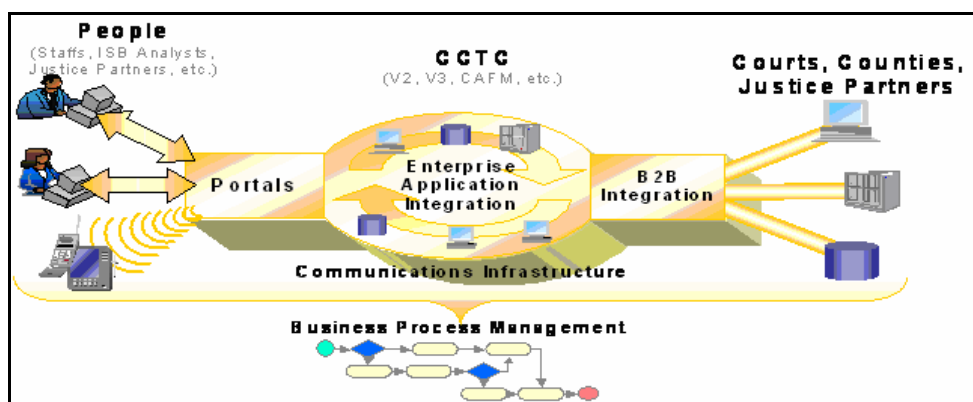 People
(Staffs, ISB Analysts,
Justice Partners, etc.)
CCTC
(V2, V3, CAFM, etc.)
Courts, Counties,
Justice Partners
Portals
Enterprise
Application
Integration
B2B
Integration
Communications Infrastructure
Business Process Management